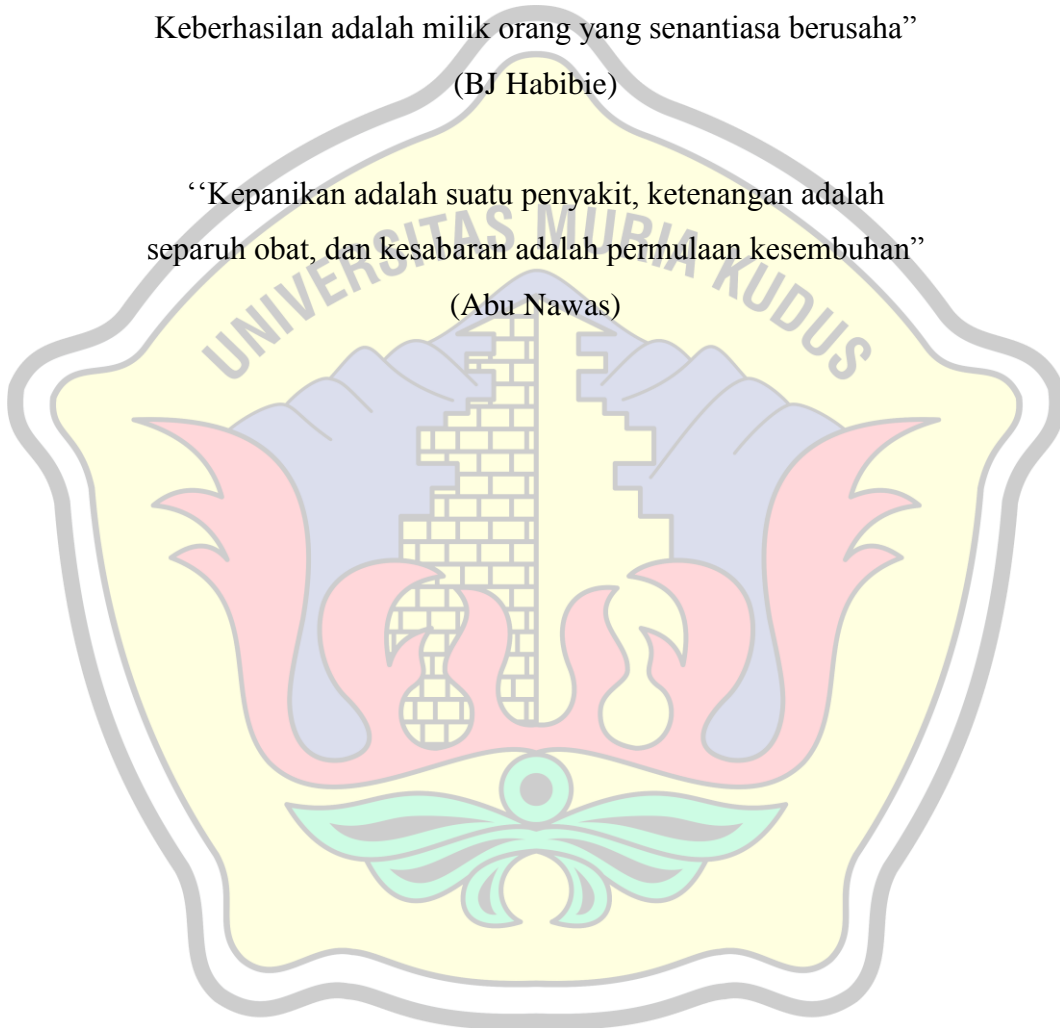 Keberhasilan adalah milik orang yang senantiasa berusaha”
(BJ Habibie)
‘‘Kepanikan adalah suatu penyakit, ketenangan adalah
separuh obat, dan kesabaran adalah permulaan kesembuhan”
(Abu Nawas)
UNIVERSITAS MURIA KUDUS